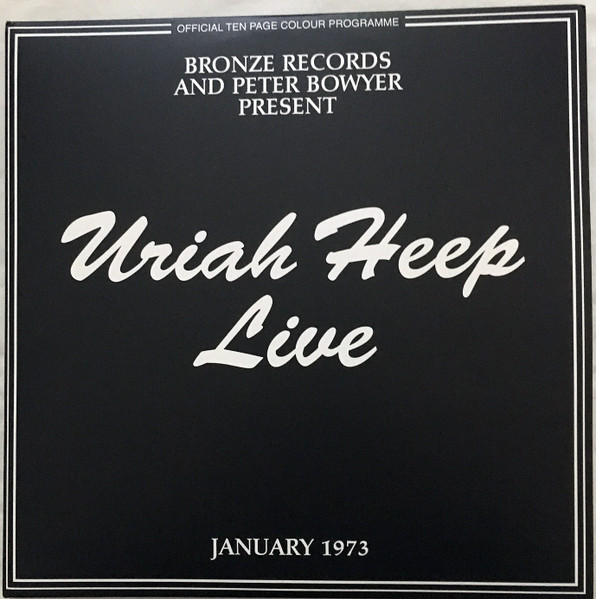 OFFICIAL TEN PAGE COLOUR PROGRAMME
BRONZE RECORDS
AND PETER BOWYER
PRESENT
Uriah Heep
Live
JANUARY 1973